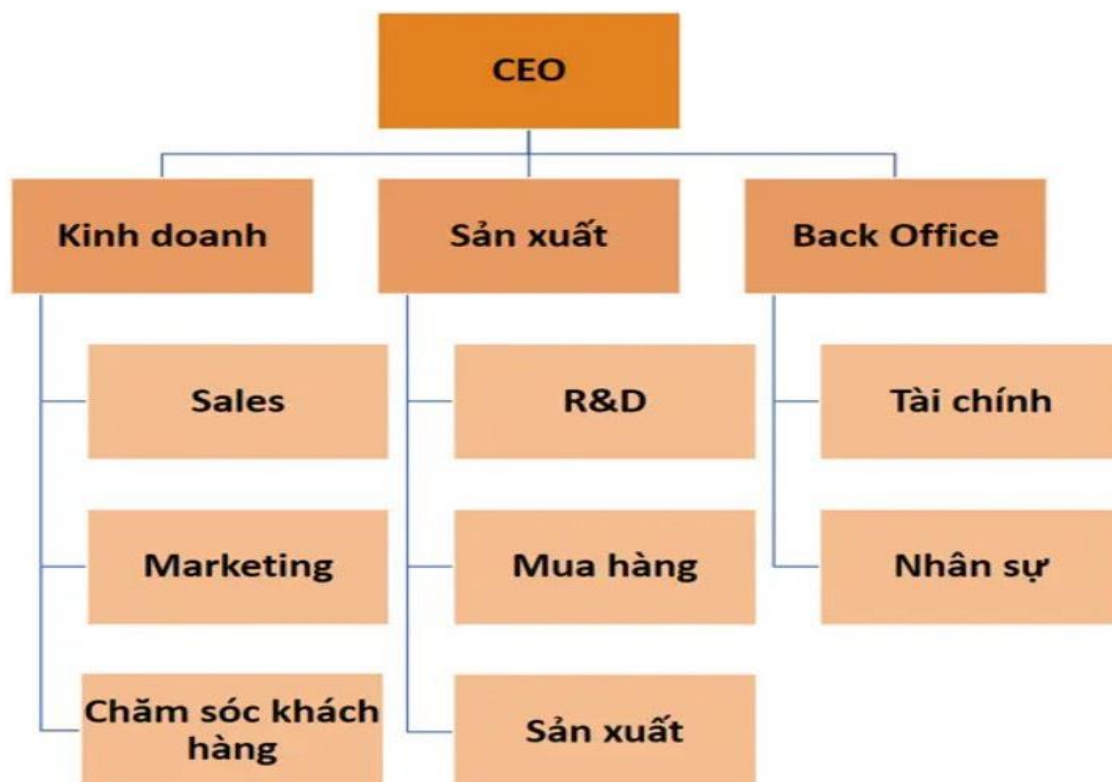 CEO
Kinh doanh
Sản xuất
Back Office
Sales
R&D
Tài chính
Marketing
Mua hàng
Nhân sự
Chăm sóc khách
hàng
Sản xuất